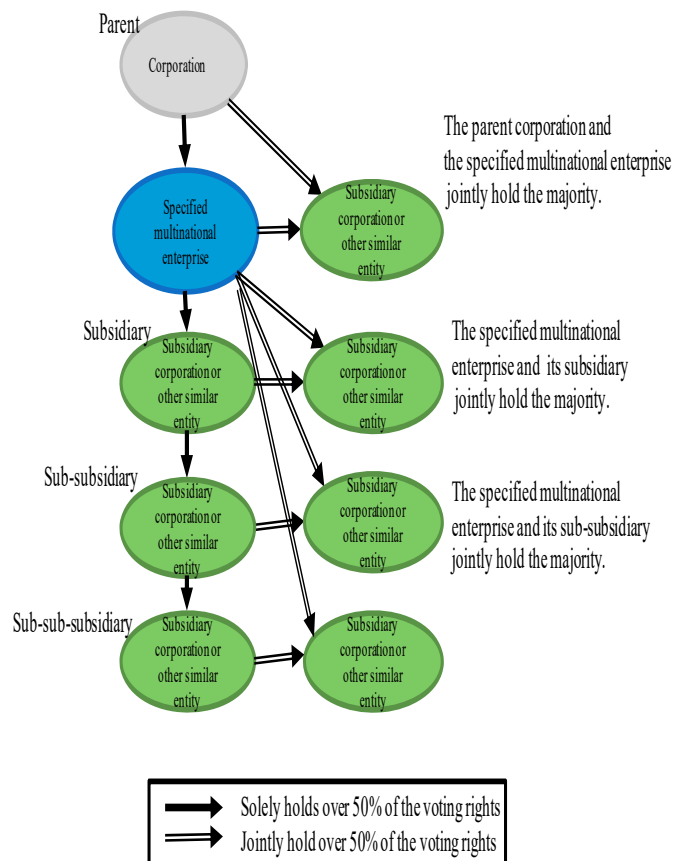 Parent
Corporation
The parent corporation and
the specified multinational enterprise
jointly hold the majority.
Specified
multinational
enterprise
Subsidiary
corporation or
other similar
entity
Subsidiary
Subsidiary
corporation or
other similar
entity
Subsidiary
corporation or
other similar
entity
The specified multinational
enterprise and its subsidiary
jointly hold the majority.
Sub-subsidiary
Subsidiary
corporation or
other similar
entity
Subsidiary
corporation or
other similar
entity
The specified multinational
enterprise and its sub-subsidiary
jointly hold the majority.
Sub-sub-subsidiary
Subsidiary
corporation or
other similar
entity
Subsidiary
corporation or
other similar
entity
Solely holds over 50% of the voting rights
Jointly hold over 50% of the voting rights